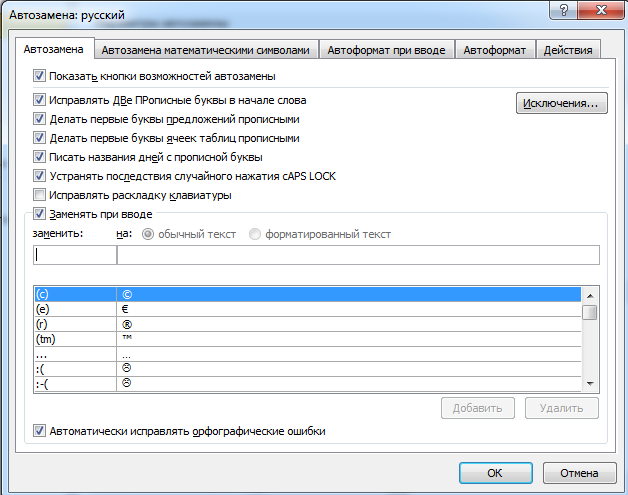 Автозамена: русский
Автозамена Автозамена математическими символами Автоформат при вводе Автоформат Действия
Показать кнопки возможностей автозамены
Исправлять ДВе ПРописные буквы в начале слова
Исключения...
Делать первые буквы предложений прописными
Делать первые буквы ячеек таблиц прописными
Писать названия дней с прописной буквы
Устранять последствия случайного нажатия cAPS LOCK
Исправлять раскладку клавиатуры
Заменять при вводе
заменить: на: обычный текст форматированный текст
(c) ©
(e) €
(r) ®
(tm) ™
... …
:( ☹
:-( ☹
Добавить Удалить
Автоматически исправлять орфографические ошибки
ОК Отмена